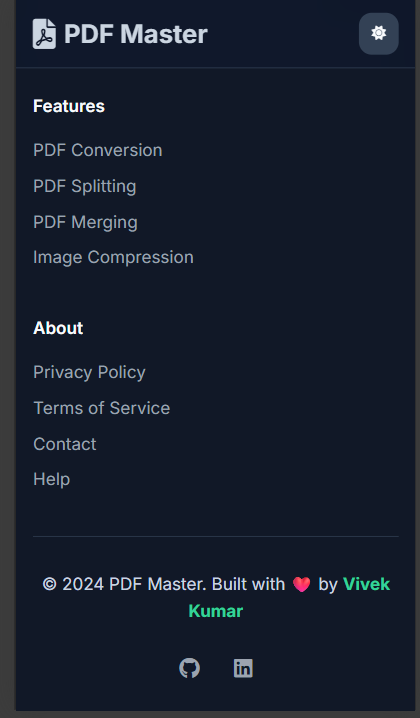 PDF Master
Features
PDF Conversion
PDF Splitting
PDF Merging
Image Compression
About
Privacy Policy
Terms of Service
Contact
Help
© 2024 PDF Master. Built with ❤️ by Vivek
Kumar